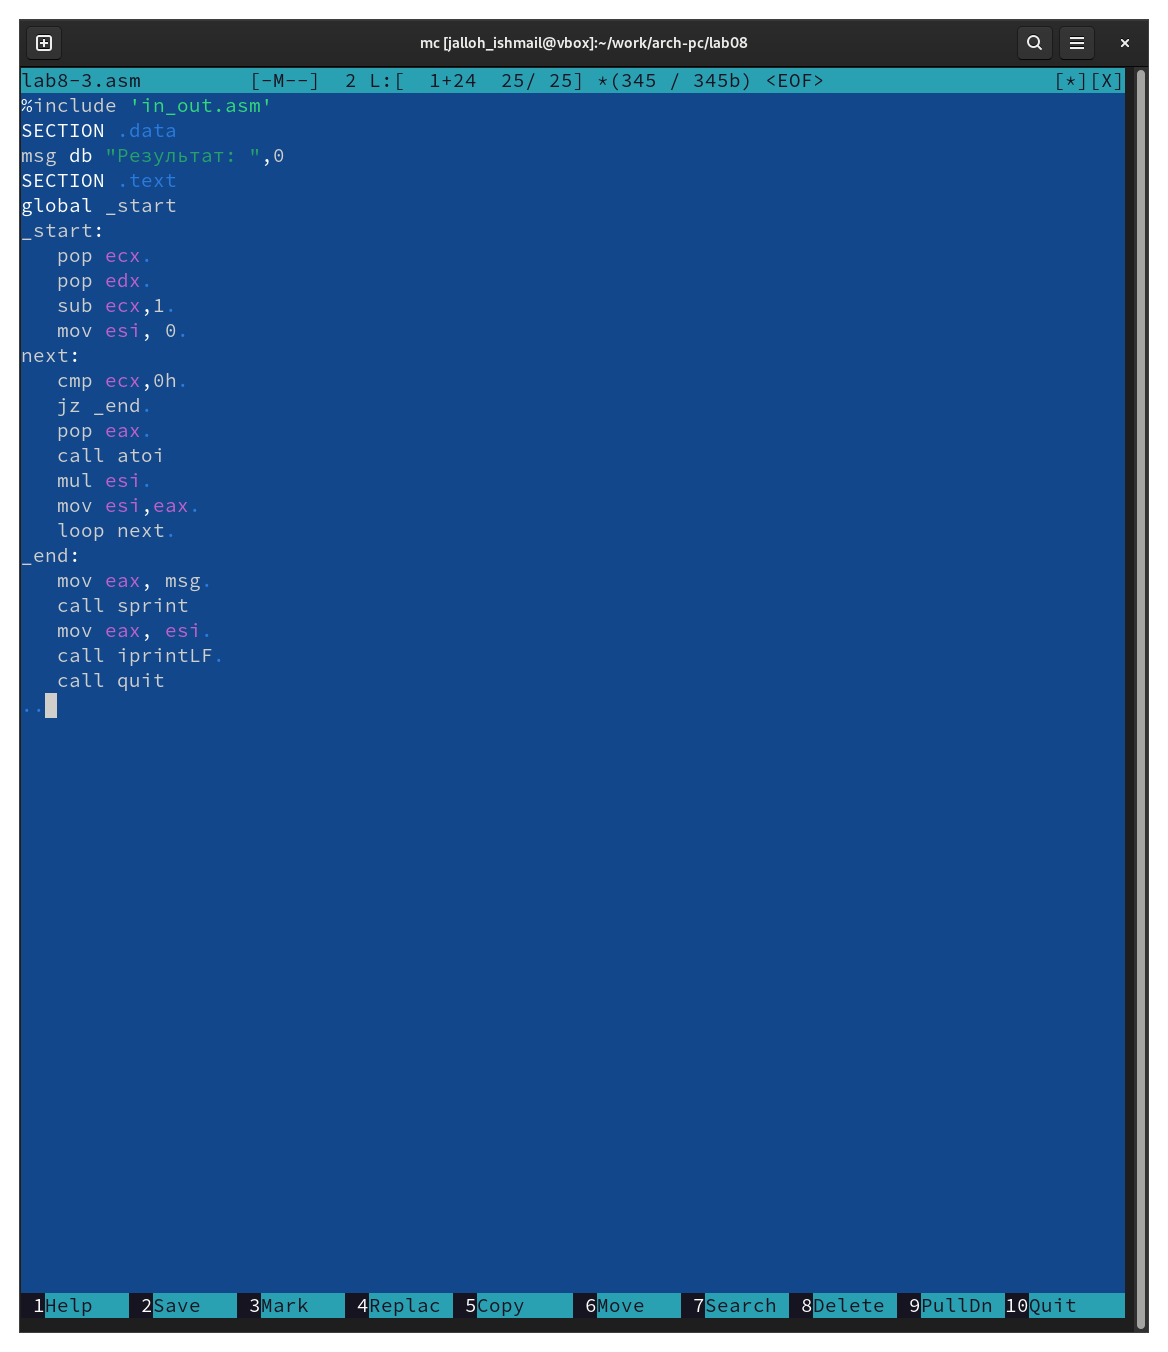 mc [jalloh_ishmail@vbox]:~/work/arch-pc/lab08
lab8-3.asm [-M--] 2 L:[ 1+24 25/ 25] *(345 / 345b) <EOF> [*][X]
%include 'in_out.asm'
SECTION .data
msg db "Результат: ",0
SECTION .text
global _start
_start:
pop ecx.
pop edx.
sub ecx,1.
mov esi, 0.
next:
cmp ecx,0h.
jz _end.
pop eax.
call atoi
mul esi.
mov esi,eax.
loop next.
_end:
mov eax, msg.
call sprint
mov eax, esi.
call iprintLF.
call quit
..
1Help 2Save 3Mark 4Replac 5Copy 6Move 7Search 8Delete 9PullDn 10Quit